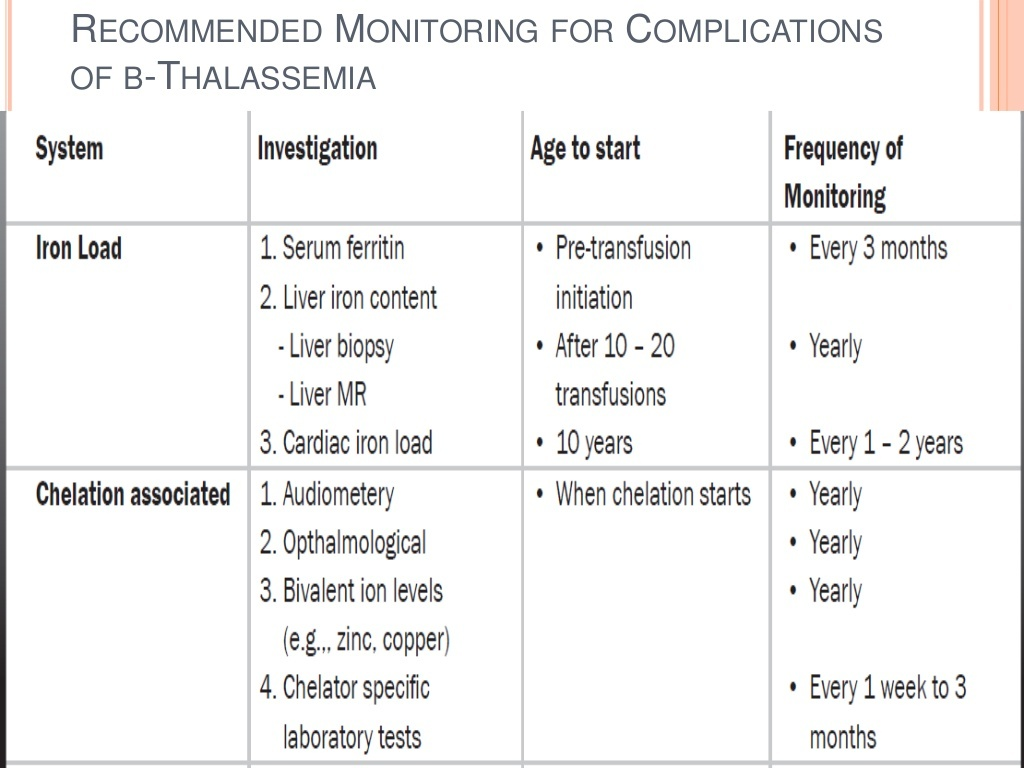 RECOMMENDED MONITORING FOR COMPLICATIONS
OF B-THALASSEMIA
System
Investigation
Age to start
Frequency of
Monitoring
Iron Load
1. Serum ferritin
2. Liver iron content
- Liver biopsy
- Liver MR
3. Cardiac iron load
• Pre-transfusion
initiation
• After 10 – 20
transfusions
• 10 years
• Every 3 months
• Yearly
• Every 1 – 2 years
Chelation associated
1. Audiometery
2. Opthalmological
3. Bivalent ion levels
(e.g.,, zinc, copper)
4. Chelator specific
laboratory tests
• When chelation starts
• Yearly
• Yearly
• Yearly
• Every 1 week to 3
months